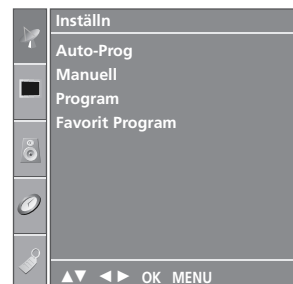 Inställn
Auto-Prog
Manuell
Program
Favorit Program
▲▼ ◀▶ OK MENU